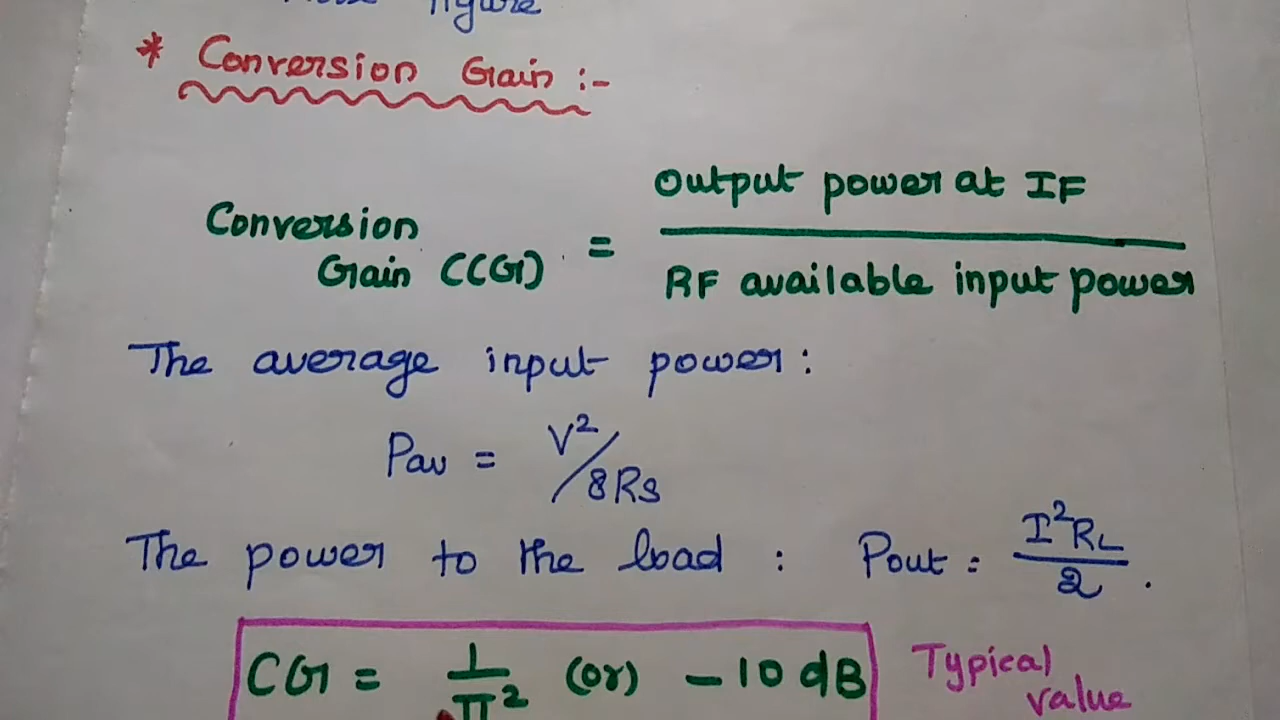 figure
* Conversion Gain :-
Conversion Gain (CG) = Output power at IF / RF available input power
The average input power :
Pav = V²/8Rs
The power to the load : Pout = I²RL/2 .
CG = 1/π² (or) - 10 dB Typical value